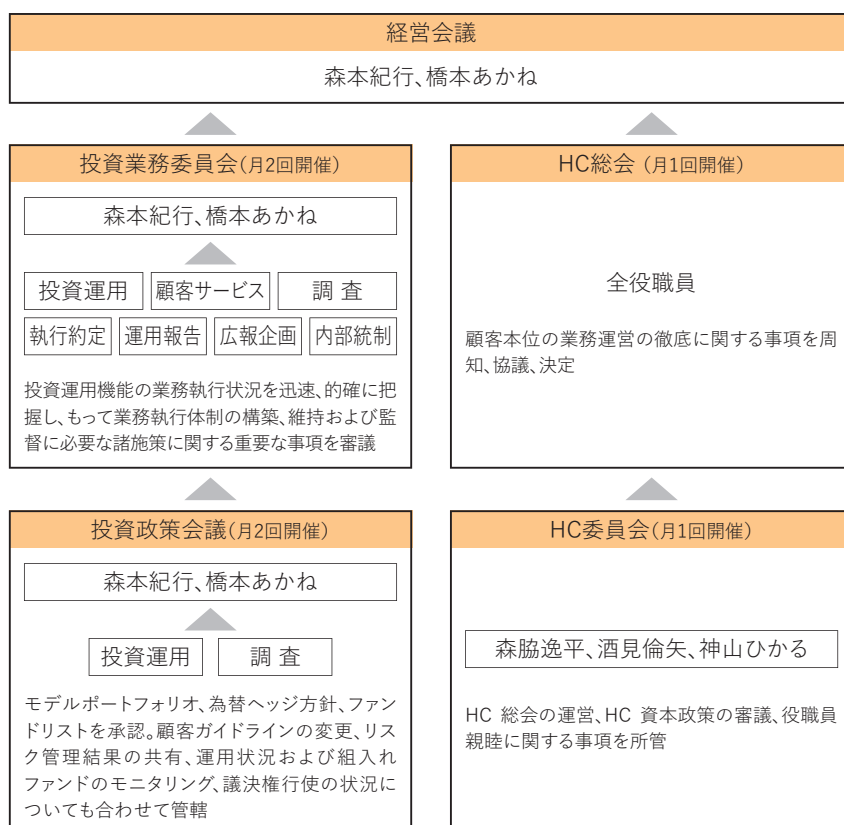 経営会議
森本紀行、橋本あかね
投資業務委員会(月2回開催)
森本紀行、橋本あかね
投資運用
顧客サービス
調 査
執行約定
運用報告
広報企画
内部統制
投資運用機能の業務執行状況を迅速、的確に把
握し、もって業務執行体制の構築、維持および監
督に必要な諸施策に関する重要な事項を審議
HC総会 (月1回開催)
全役職員
顧客本位の業務運営の徹底に関する事項を周
知、協議、決定
投資政策会議(月2回開催)
森本紀行、橋本あかね
投資運用
調 査
モデルポートフォリオ、為替ヘッジ方針、ファン
ドリストを承認。顧客ガイドラインの変更、リス
ク管理結果の共有、運用状況および組入れ
ファンドのモニタリング、議決権行使の状況に
ついても合わせて管轄
HC委員会(月1回開催)
森脇逸平、酒見倫矢、神山ひかる
HC 総会の運営、HC 資本政策の審議、役職員
親睦に関する事項を所管